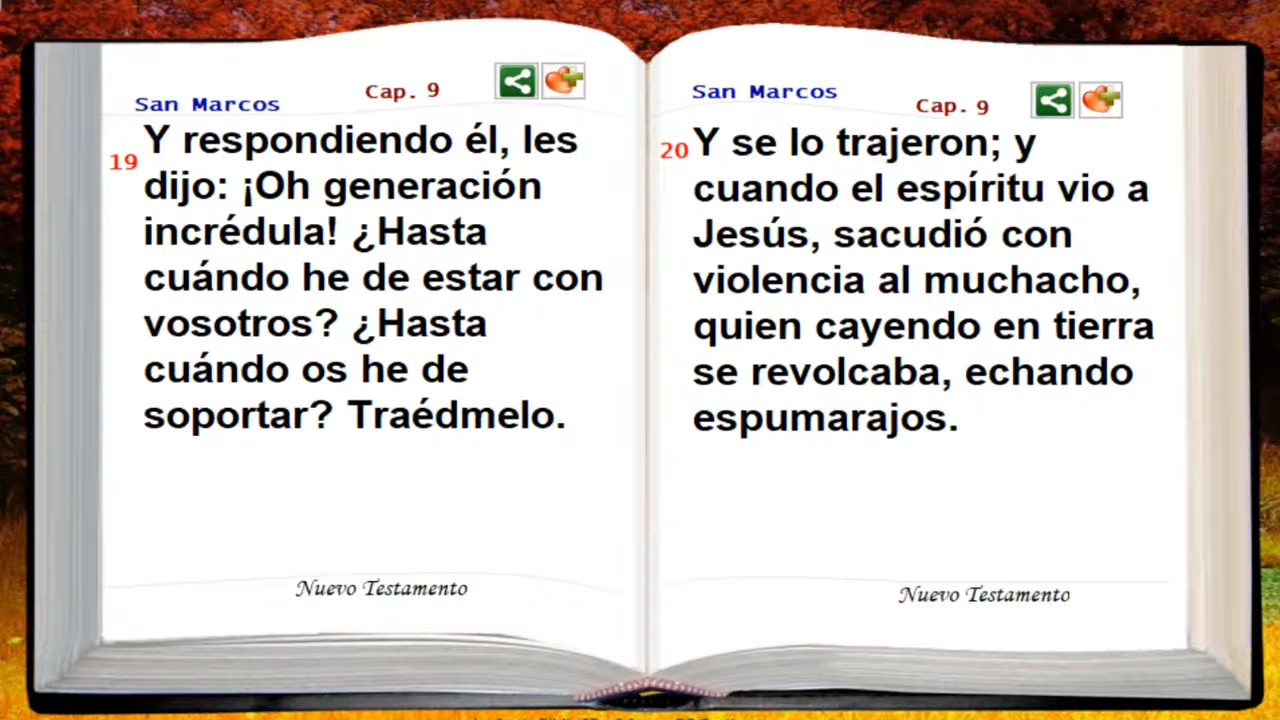 San Marcos
Cap. 9
19
Y respondiendo él, les
dijo: ¡Oh generación
incrédula! ¿Hasta
cuándo he de estar con
vosotros? ¿Hasta
cuándo os he de
soportar? Traédmelo.
Nuevo Testamento
San Marcos
Cap. 9
20
Y se lo trajeron; y
cuando el espíritu vio a
Jesús, sacudió con
violencia al muchacho,
quien cayendo en tierra
se revolcaba, echando
espumarajos.
Nuevo Testamento